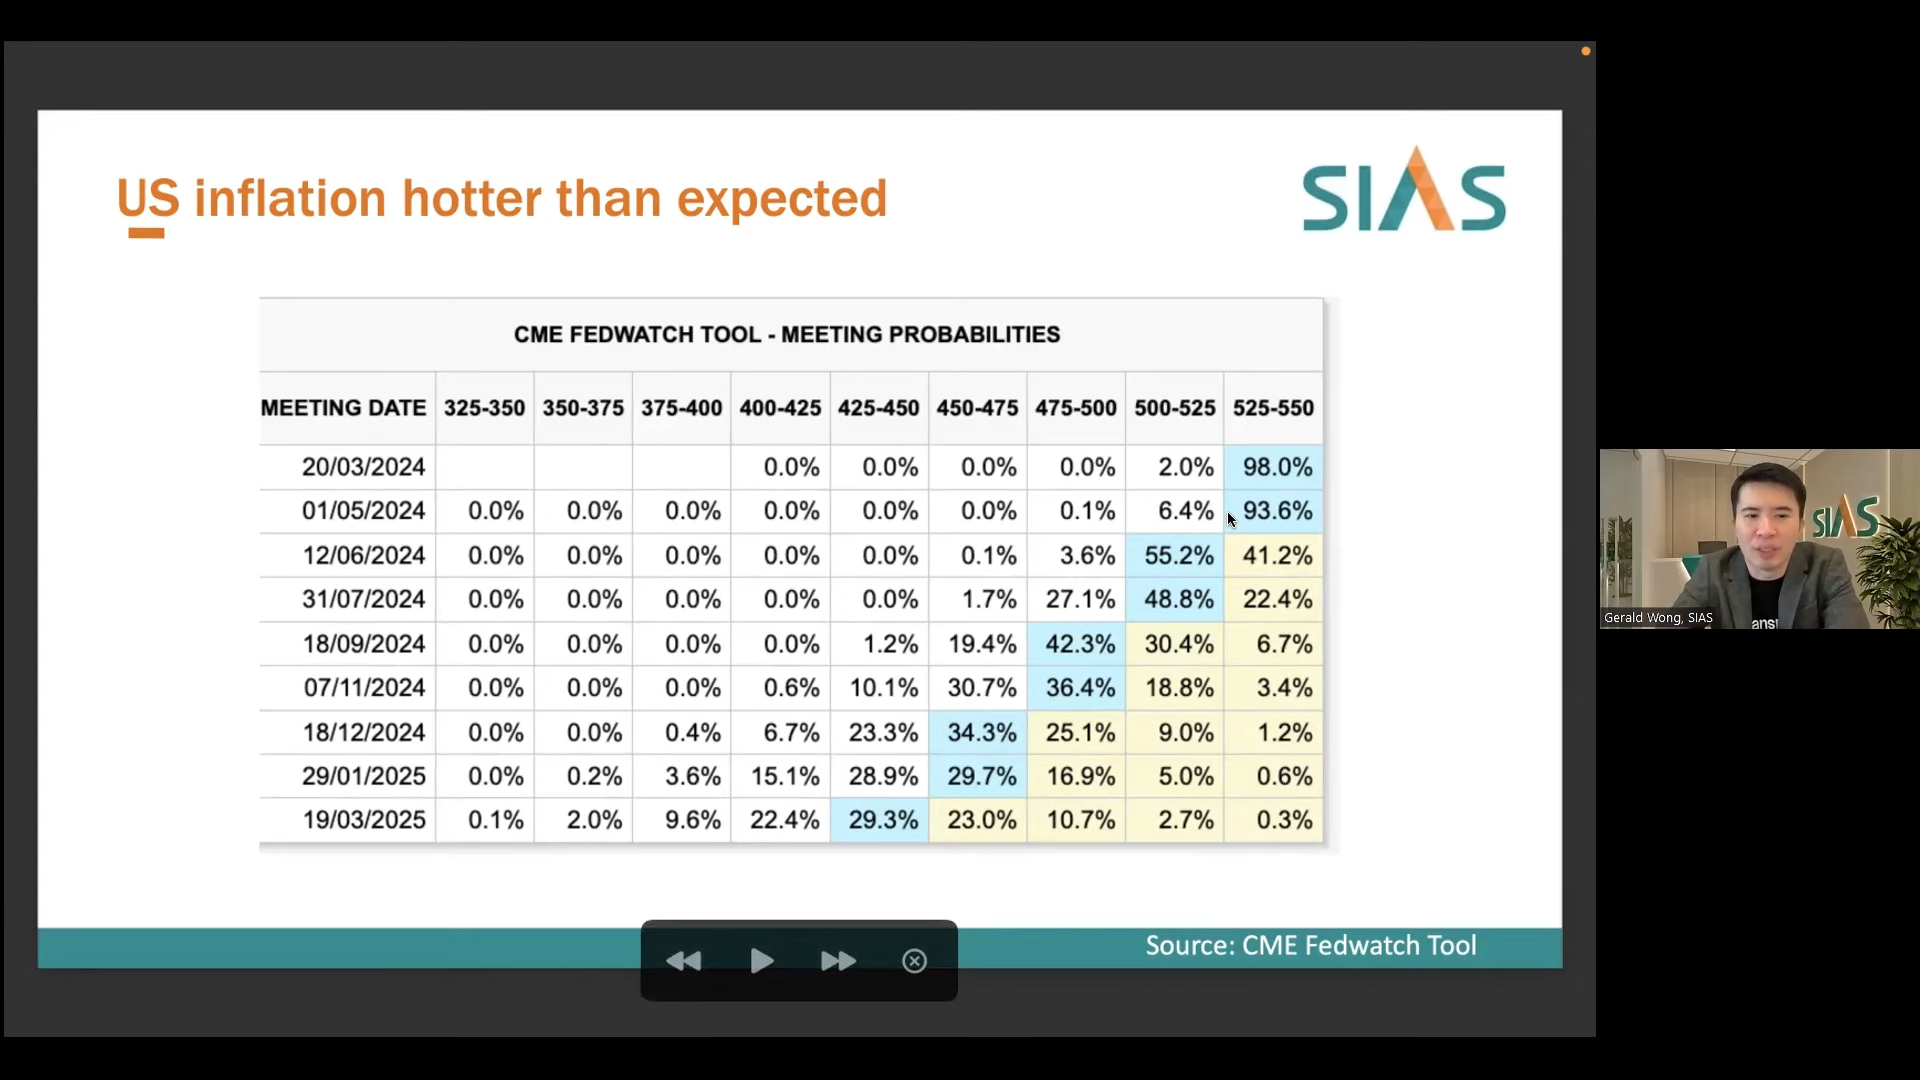 US inflation hotter than expected
SIAS
CME FEDWATCH TOOL - MEETING PROBABILITIES
MEETING DATE 325-350 350-375 375-400 400-425 425-450 450-475 475-500 500-525 525-550
20/03/2024 0.0% 0.0% 0.0% 0.0% 2.0% 98.0%
01/05/2024 0.0% 0.0% 0.0% 0.0% 0.0% 0.0% 0.1% 6.4% 93.6%
12/06/2024 0.0% 0.0% 0.0% 0.0% 0.0% 0.1% 3.6% 55.2% 41.2%
31/07/2024 0.0% 0.0% 0.0% 0.0% 0.0% 1.7% 27.1% 48.8% 22.4%
18/09/2024 0.0% 0.0% 0.0% 0.0% 1.2% 19.4% 42.3% 30.4% 6.7%
07/11/2024 0.0% 0.0% 0.0% 0.6% 10.1% 30.7% 36.4% 18.8% 3.4%
18/12/2024 0.0% 0.0% 0.4% 6.7% 23.3% 34.3% 25.1% 9.0% 1.2%
29/01/2025 0.0% 0.2% 3.6% 15.1% 28.9% 29.7% 16.9% 5.0% 0.6%
19/03/2025 0.1% 2.0% 9.6% 22.4% 29.3% 23.0% 10.7% 2.7% 0.3%
Source: CME Fedwatch Tool
SIAS
Gerald Wong, SIAS